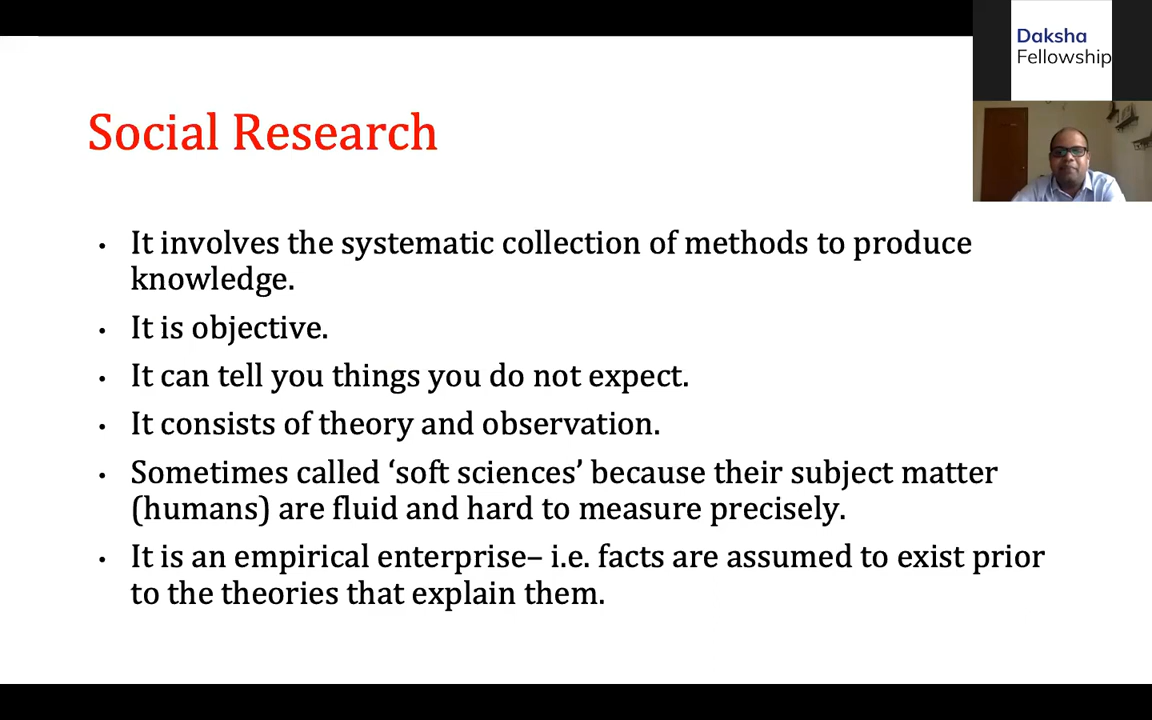 Daksha
Fellowship
Social Research
• It involves the systematic collection of methods to produce
knowledge.
• It is objective.
• It can tell you things you do not expect.
• It consists of theory and observation.
• Sometimes called ‘soft sciences’ because their subject matter
(humans) are fluid and hard to measure precisely.
• It is an empirical enterprise– i.e. facts are assumed to exist prior
to the theories that explain them.